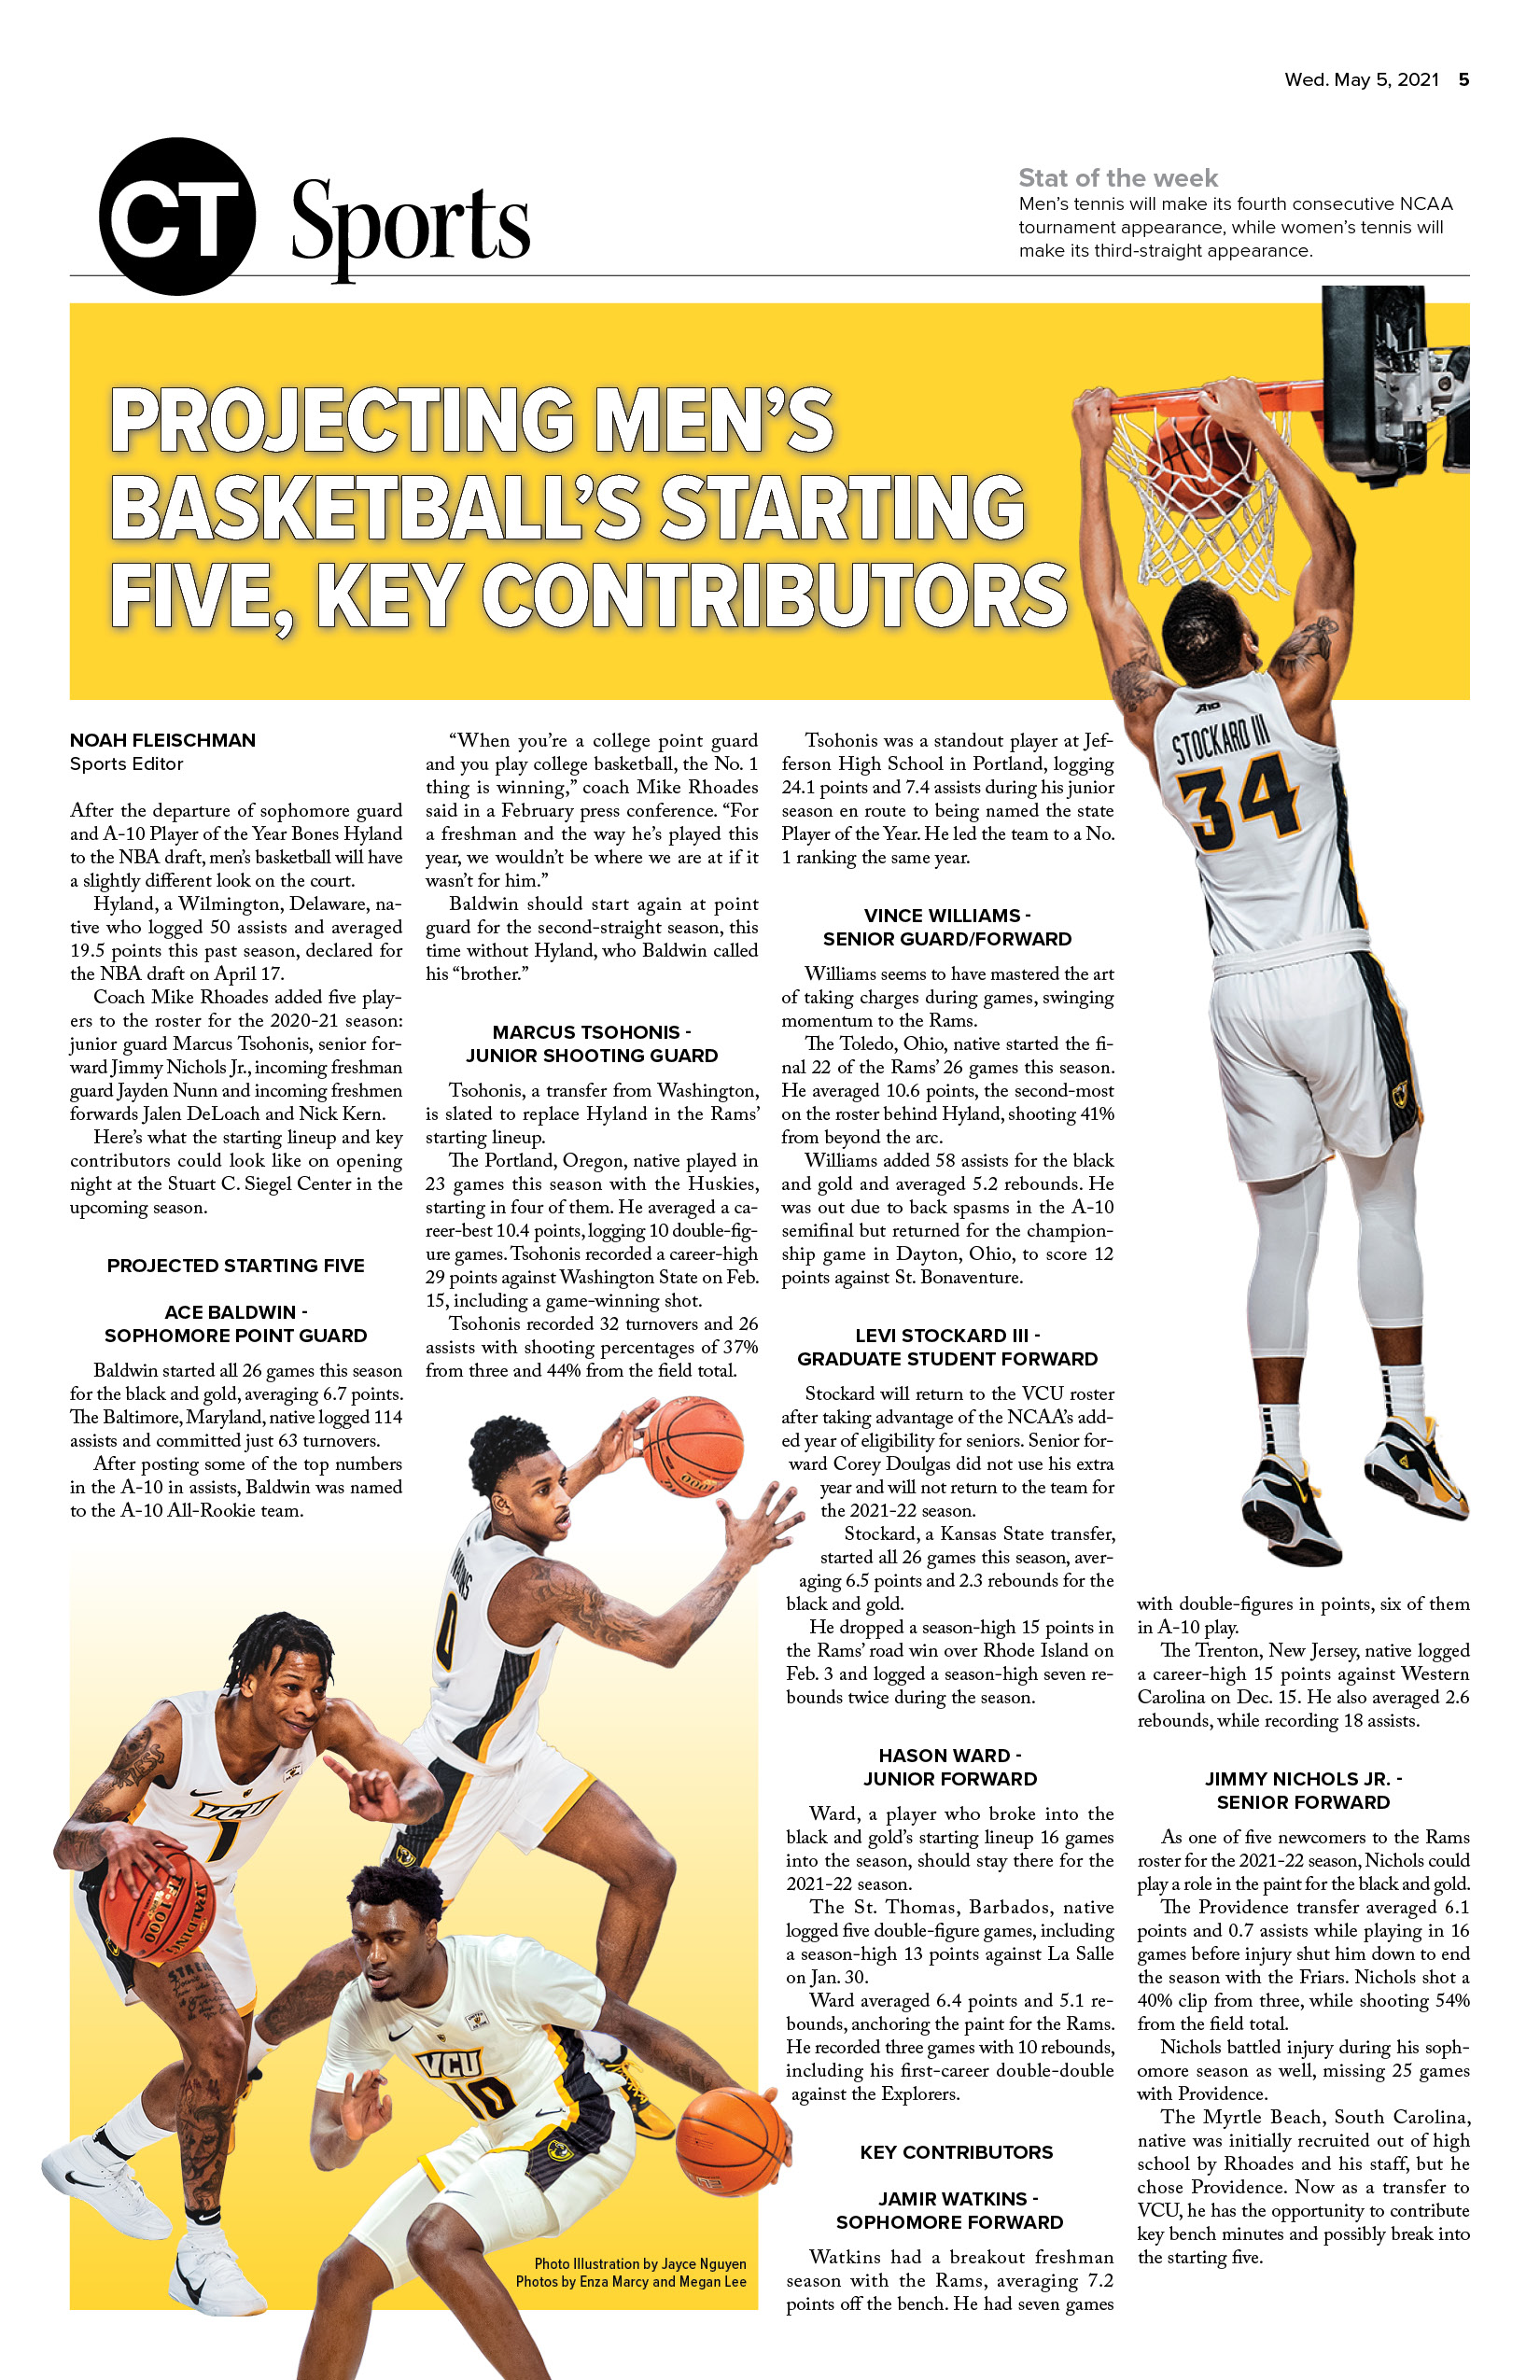 Wed. May 5, 2021 5
CT Sports
Stat of the week
Men's tennis will make its fourth consecutive NCAA
tournament appearance, while women's tennis will
make its third-straight appearance.
PROJECTING MEN'S
BASKETBALL'S STARTING
FIVE, KEY CONTRIBUTORS
A10
STOCKARD III
34
NOAH FLEISCHMAN
Sports Editor
After the departure of sophomore guard
and A-10 Player of the Year Bones Hyland
to the NBA draft, men's basketball will have
a slightly different look on the court.
Hyland, a Wilmington, Delaware, na-
tive who logged 50 assists and averaged
19.5 points this past season, declared for
the NBA draft on April 17.
Coach Mike Rhoades added five play-
ers to the roster for the 2020-21 season:
junior guard Marcus Tsohonis, senior for-
ward Jimmy Nichols Jr., incoming freshman
guard Jayden Nunn and incoming freshmen
forwards Jalen DeLoach and Nick Kern.
Here's what the starting lineup and key
contributors could look like on opening
night at the Stuart C. Siegel Center in the
upcoming season.
PROJECTED STARTING FIVE
ACE BALDWIN -
SOPHOMORE POINT GUARD
Baldwin started all 26 games this season
for the black and gold, averaging 6.7 points.
The Baltimore, Maryland, native logged 114
assists and committed just 63 turnovers.
After posting some of the top numbers
in the A-10 in assists, Baldwin was named
to the A-10 All-Rookie team.
"When you're a college point guard
and you play college basketball, the No. 1
thing is winning," coach Mike Rhoades
said in a February press conference. "For
a freshman and the way he's played this
year, we wouldn't be where we are at if it
wasn't for him."
Baldwin should start again at point
guard for the second-straight season, this
time without Hyland, who Baldwin called
his "brother."
MARCUS TSOHONIS -
JUNIOR SHOOTING GUARD
Tsohonis, a transfer from Washington,
is slated to replace Hyland in the Rams'
starting lineup.
The Portland, Oregon, native played in
23 games this season with the Huskies,
starting in four of them. He averaged a ca-
reer-best 10.4 points, logging 10 double-fig-
ure games. Tsohonis recorded a career-high
29 points against Washington State on Feb.
15, including a game-winning shot.
Tsohonis recorded 32 turnovers and 26
assists with shooting percentages of 37%
from three and 44% from the field total.
Tsohonis was a standout player at Jef-
ferson High School in Portland, logging
24.1 points and 7.4 assists during his junior
season en route to being named the state
Player of the Year. He led the team to a No.
1 ranking the same year.
VINCE WILLIAMS -
SENIOR GUARD/FORWARD
Williams seems to have mastered the art
of taking charges during games, swinging
momentum to the Rams.
The Toledo, Ohio, native started the fi-
nal 22 of the Rams' 26 games this season.
He averaged 10.6 points, the second-most
on the roster behind Hyland, shooting 41%
from beyond the arc.
Williams added 58 assists for the black
and gold and averaged 5.2 rebounds. He
was out due to back spasms in the A-10
semifinal but returned for the champion-
ship game in Dayton, Ohio, to score 12
points against St. Bonaventure.
LEVI STOCKARD III -
GRADUATE STUDENT FORWARD
Stockard will return to the VCU roster
after taking advantage of the NCAA's add-
ed year of eligibility for seniors. Senior for-
ward Corey Doulgas did not use his extra
year and will not return to the team for
the 2021-22 season.
Stockard, a Kansas State transfer,
started all 26 games this season, aver-
aging 6.5 points and 2.3 rebounds for the
black and gold.
He dropped a season-high 15 points in
the Rams' road win over Rhode Island on
Feb. 3 and logged a season-high seven re-
bounds twice during the season.
HASON WARD -
JUNIOR FORWARD
Ward, a player who broke into the
black and gold's starting lineup 16 games
into the season, should stay there for the
2021-22 season.
The St. Thomas, Barbados, native
logged five double-figure games, including
a season-high 13 points against La Salle
on Jan. 30.
Ward averaged 6.4 points and 5.1 re-
bounds, anchoring the paint for the Rams.
He recorded three games with 10 rebounds,
including his first-career double-double
against the Explorers.
KEY CONTRIBUTORS
JAMIR WATKINS -
SOPHOMORE FORWARD
Watkins had a breakout freshman
season with the Rams, averaging 7.2
points off the bench. He had seven games
with double-figures in points, six of them
in A-10 play.
The Trenton, New Jersey, native logged
a career-high 15 points against Western
Carolina on Dec. 15. He also averaged 2.6
rebounds, while recording 18 assists.
JIMMY NICHOLS JR. -
SENIOR FORWARD
As one of five newcomers to the Rams
roster for the 2021-22 season, Nichols could
play a role in the paint for the black and gold.
The Providence transfer averaged 6.1
points and 0.7 assists while playing in 16
games before injury shut him down to end
the season with the Friars. Nichols shot a
40% clip from three, while shooting 54%
from the field total.
Nichols battled injury during his soph-
omore season as well, missing 25 games
with Providence.
The Myrtle Beach, South Carolina,
native was initially recruited out of high
school by Rhoades and his staff, but he
chose Providence. Now as a transfer to
VCU, he has the opportunity to contribute
key bench minutes and possibly break into
the starting five.
0
VCU
1
SPALDING
TF-1000
VCU
10
Photo Illustration by Jayce Nguyen
Photos by Enza Marcy and Megan Lee